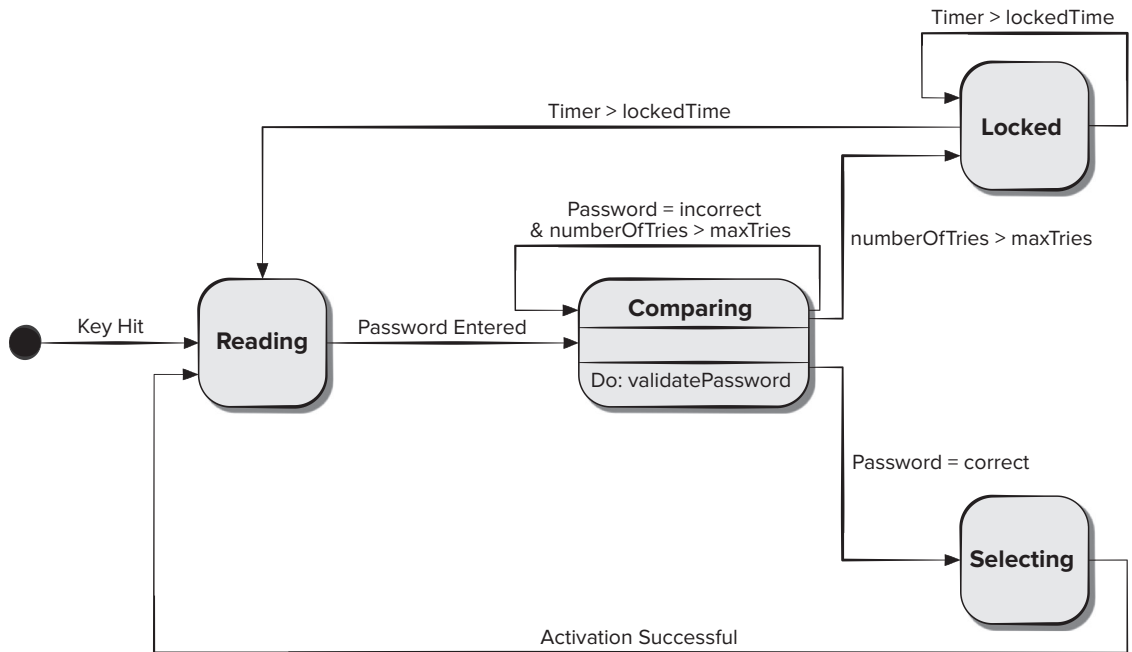 Timer > lockedTime
Locked
Timer > lockedTime
Password = incorrect
& numberOfTries > maxTries
numberOfTries > maxTries
Comparing
Key Hit
Reading
Password Entered
Do: validatePassword
Password = correct
Selecting
Activation Successful